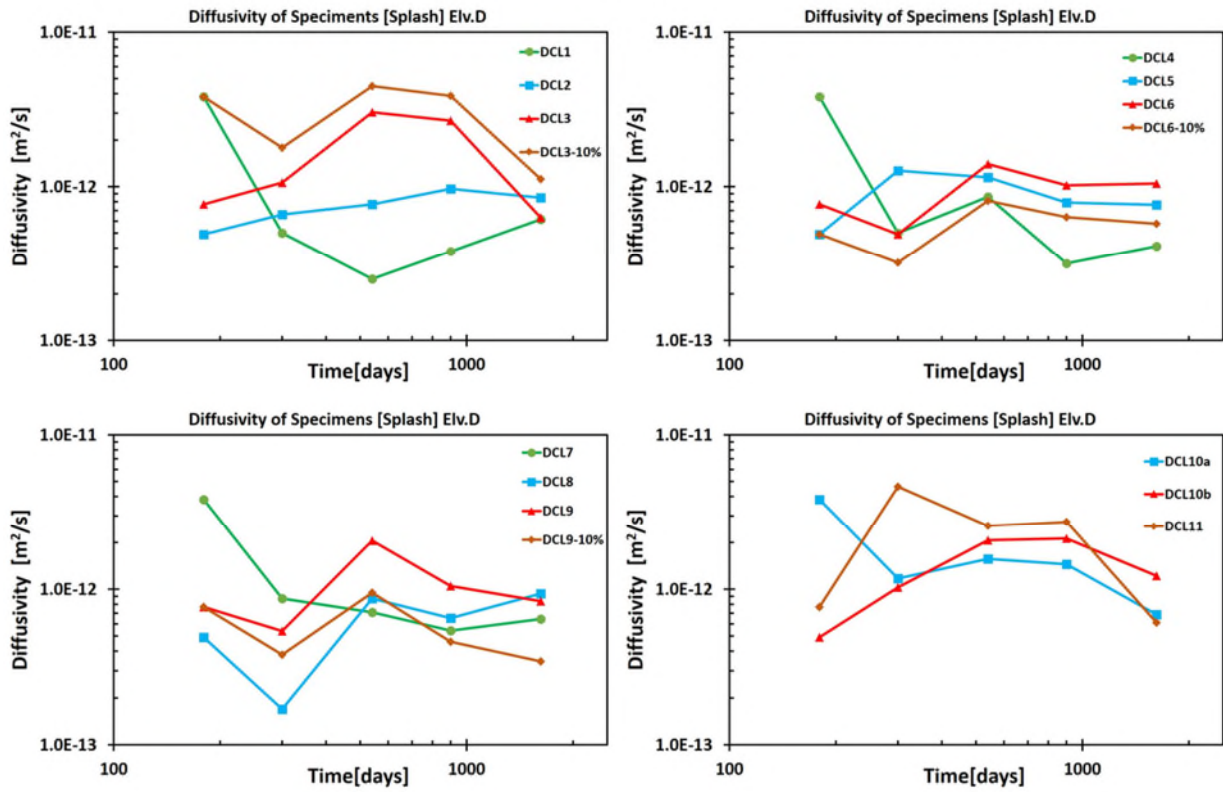 Diffusivity of Speciments [Splash] Elv.D
1.0E-11
DCL1
DCL2
DCL3
DCL3-10%
Diffusivity [m²/s]
1.0E-12
1.0E-13
100
1000
Time[days]
Diffusivity of Specimens [Splash] Elv.D
1.0E-11
DCL4
DCL5
DCL6
DCL6-10%
Diffusivity [m²/s]
1.0E-12
1.0E-13
100
1000
Time[days]
Diffusivity of Specimens [Splash] Elv.D
1.0E-11
DCL7
DCL8
DCL9
DCL9-10%
Diffusivity [m²/s]
1.0E-12
1.0E-13
100
1000
Time[days]
Diffusivity of Specimens [Splash] Elv.D
1.0E-11
DCL10a
DCL10b
DCL11
Diffusivity [m²/s]
1.0E-12
1.0E-13
100
1000
Time[days]